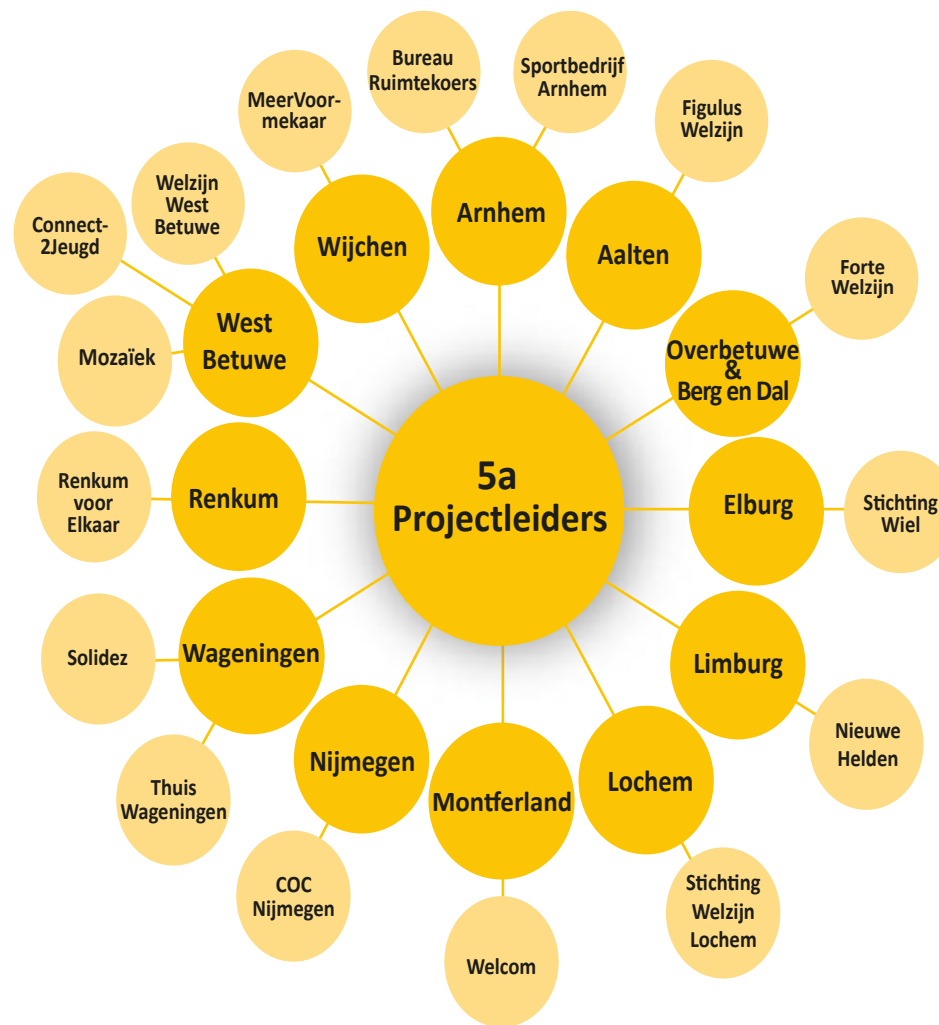 5a
Projectleiders
Arnhem
Bureau
Ruimtekoers
Sportbedrijf
Arnhem
Aalten
Figulus
Welzijn
Overbetuwe
&
Berg en Dal
Forte
Welzijn
Elburg
Stichting
Wiel
Limburg
Nieuwe
Helden
Lochem
Stichting
Welzijn
Lochem
Montferland
Welcom
Nijmegen
COC
Nijmegen
Wageningen
Thuis
Wageningen
Solidez
Renkum
Renkum
voor
Elkaar
West
Betuwe
Mozaïek
Connect-
2Jeugd
Welzijn
West
Betuwe
Wijchen
MeerVoor-
mekaar